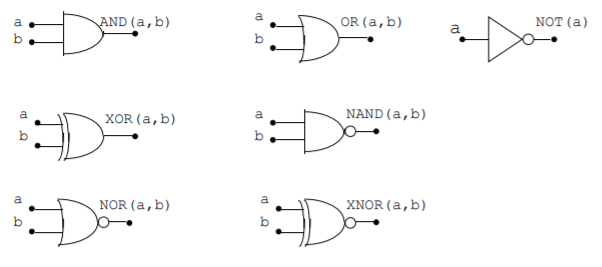 a AND(a,b)
b
a OR(a,b)
b
a NOT(a)
a XOR(a,b)
b
a NAND(a,b)
b
a NOR(a,b)
b
a XNOR(a,b)
b